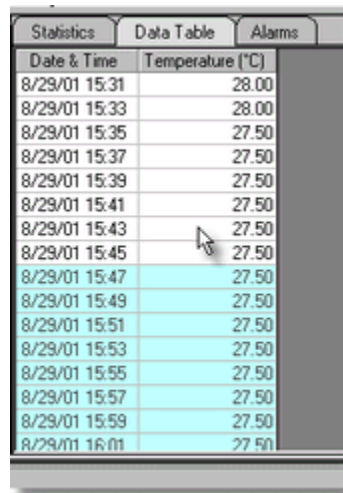 Statistics Data Table Alarms
Date & Time Temperature (°C)
8/29/01 15:31 28.00
8/29/01 15:33 28.00
8/29/01 15:35 27.50
8/29/01 15:37 27.50
8/29/01 15:39 27.50
8/29/01 15:41 27.50
8/29/01 15:43 27.50
8/29/01 15:45 27.50
8/29/01 15:47 27.50
8/29/01 15:49 27.50
8/29/01 15:51 27.50
8/29/01 15:53 27.50
8/29/01 15:55 27.50
8/29/01 15:57 27.50
8/29/01 15:59 27.50
8/29/01 16:01 27.50